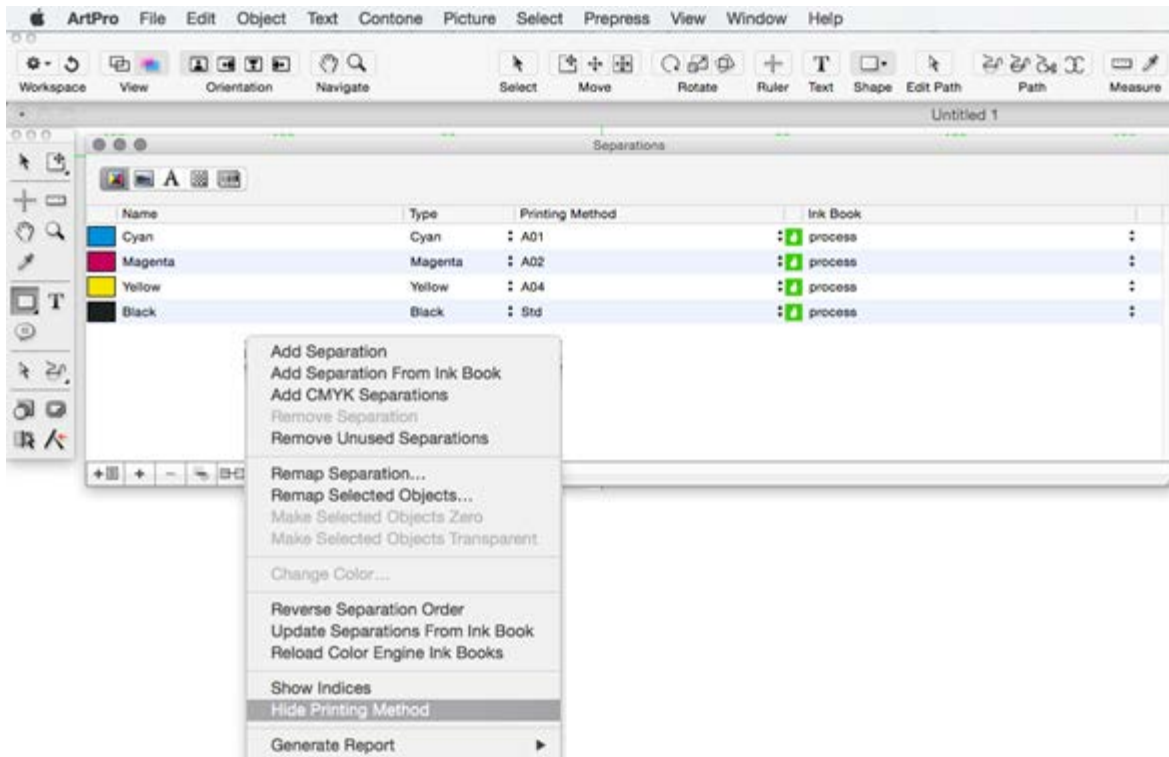 ArtPro File Edit Object Text Contone Picture Select Prepress View Window Help
Workspace View Orientation Navigate Select Move Rotate Ruler Text Shape Edit Path Path Measure
Untitled 1
Separations
Name Type Printing Method Ink Book
Cyan Cyan A01 process
Magenta Magenta A02 process
Yellow Yellow A04 process
Black Black Std process
Add Separation
Add Separation From Ink Book
Add CMYK Separations
Remove Separation
Remove Unused Separations
Remap Separation...
Remap Selected Objects...
Make Selected Objects Zero
Make Selected Objects Transparent
Change Color...
Reverse Separation Order
Update Separations From Ink Book
Reload Color Engine Ink Books
Show Indices
Hide Printing Method
Generate Report